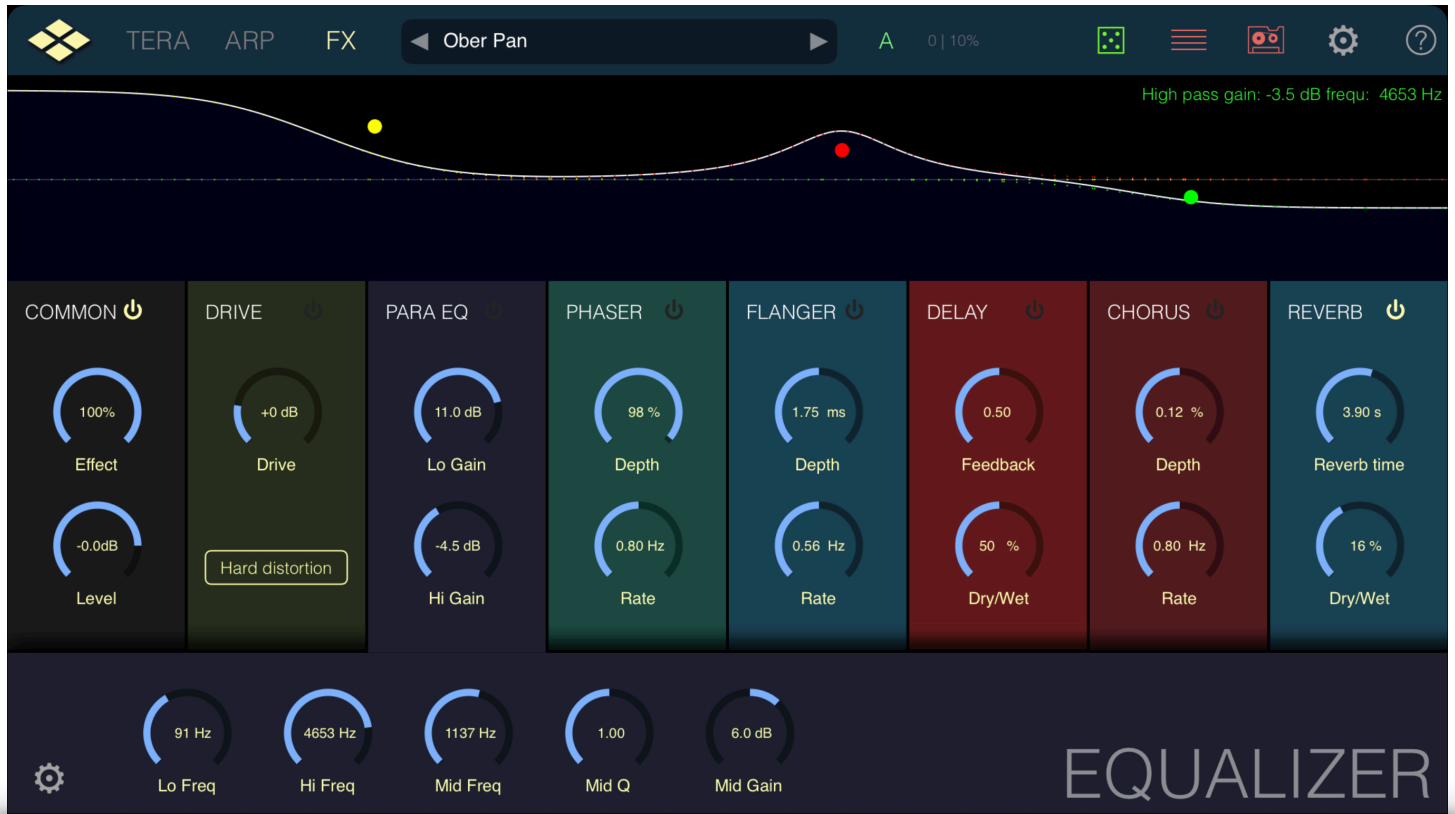 TERA ARP FX Ober Pan A 0 | 10% ?
High pass gain: -3.5 dB frequ: 4653 Hz
COMMON DRIVE PARA EQ PHASER FLANGER DELAY CHORUS REVERB
100% +0 dB 11.0 dB 98 % 1.75 ms 0.50 0.12 % 3.90 s
Effect Drive Lo Gain Depth Depth Feedback Depth Reverb time
-0.0dB -4.5 dB 0.80 Hz 0.56 Hz 50 % 0.80 Hz 16 %
Hard distortion
Level Hi Gain Rate Rate Dry/Wet Rate Dry/Wet
91 Hz 4653 Hz 1137 Hz 1.00 6.0 dB
Lo Freq Hi Freq Mid Freq Mid Q Mid Gain
EQUALIZER